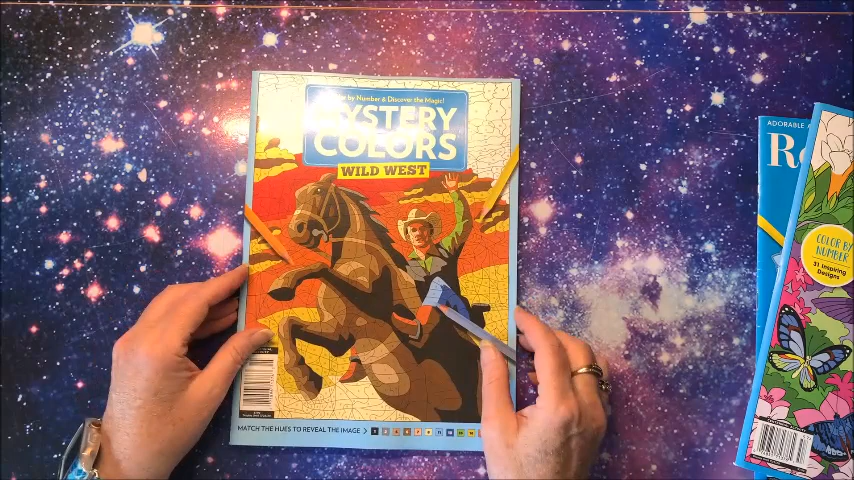 by Number & Discover the Magic!
MYSTERY
COLORS
WILD WEST
MATCH THE HUES TO REVEAL THE IMAGE
ADORABLE
COLOR BY
NUMBER
31 Inspiring
Designs